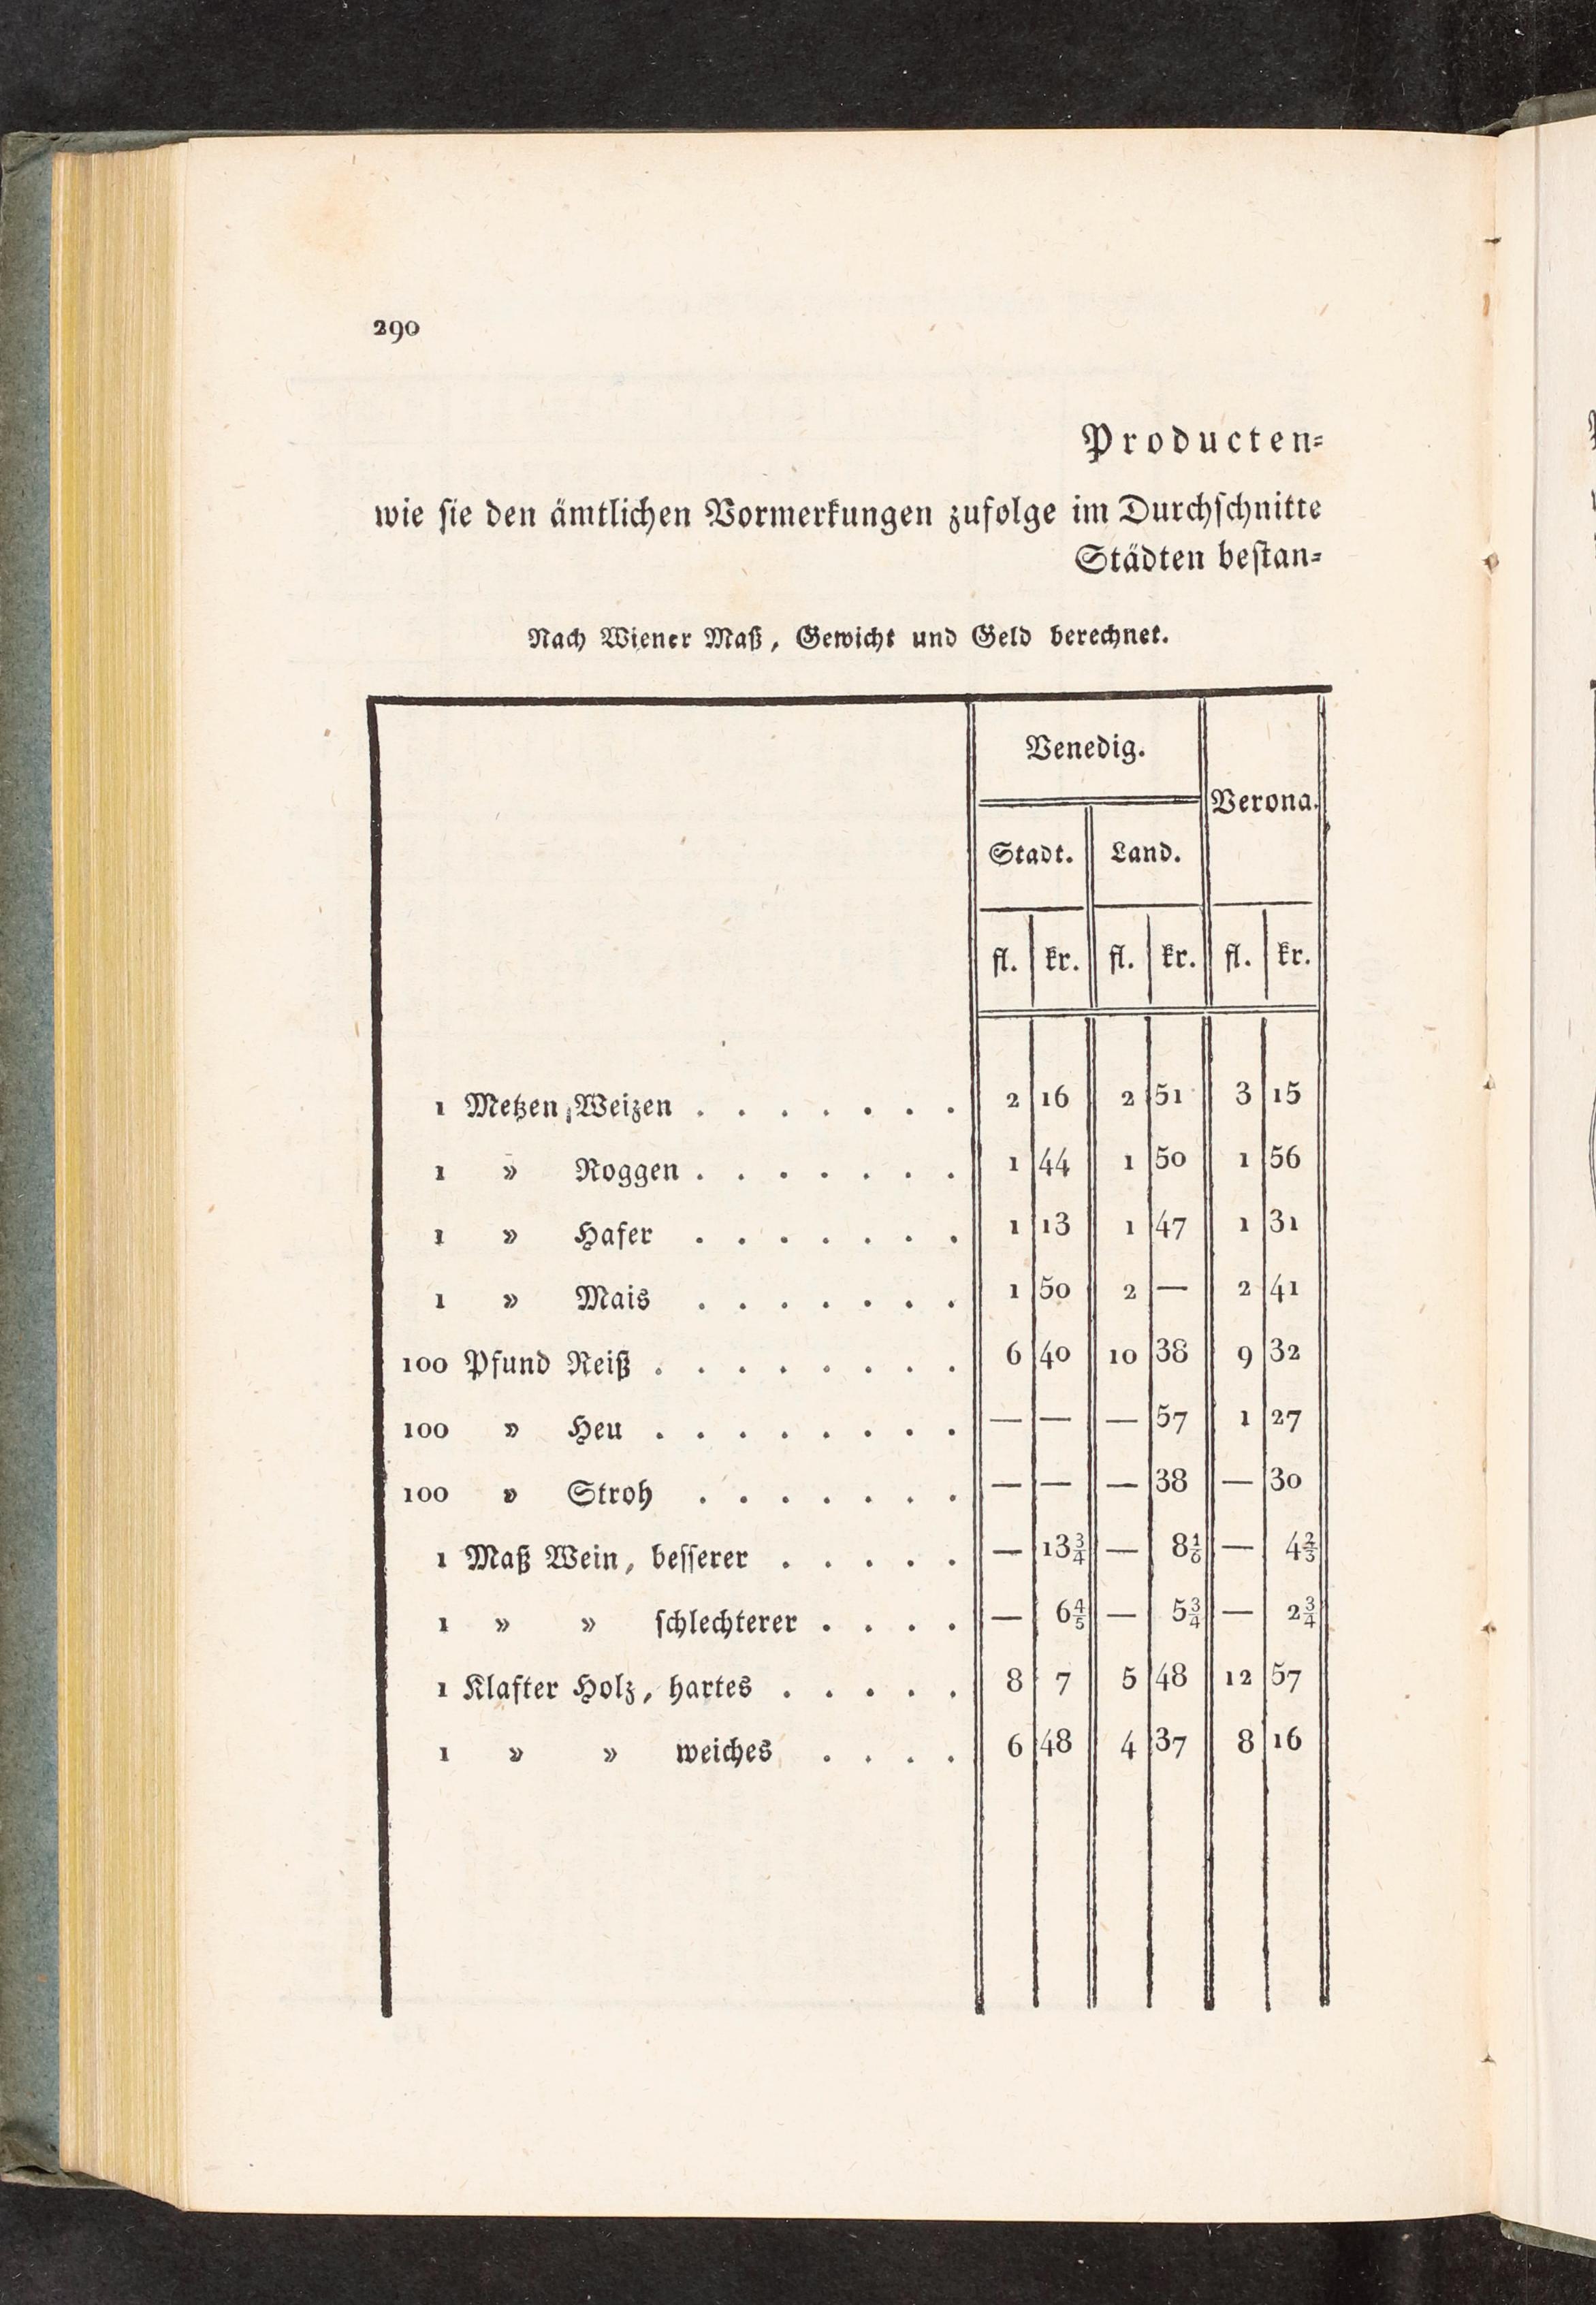 290
Producten=
wie sie den ämtlichen Vormerkungen zufolge im Durchschnitte
Städten bestan=
Nach Wiener Maß, Gewicht und Geld berechnet.
Venedig. Verona.
Stadt. Land.
fl. kr. fl. kr. fl. kr.
1 Metzen Weizen . . . . . . . 2 16 2 51 3 15
1 » Roggen . . . . . . . 1 44 1 50 1 56
1 » Hafer . . . . . . . 1 13 1 47 1 31
1 » Mais . . . . . . . 1 50 2 — 2 41
100 Pfund Reiß . . . . . . . . 6 40 10 38 9 32
100 » Heu . . . . . . . . — — — 57 1 27
100 » Stroh . . . . . . . — — — 38 — 30
1 Maß Wein, besserer . . . . . — 13¾ — 8⅙ — 4⅔
1 » » schlechterer . . . . — 6⅘ — 5¾ — 2¾
1 Klafter Holz, hartes . . . . . 8 7 5 48 12 57
1 » » weiches . . . . 6 48 4 37 8 16